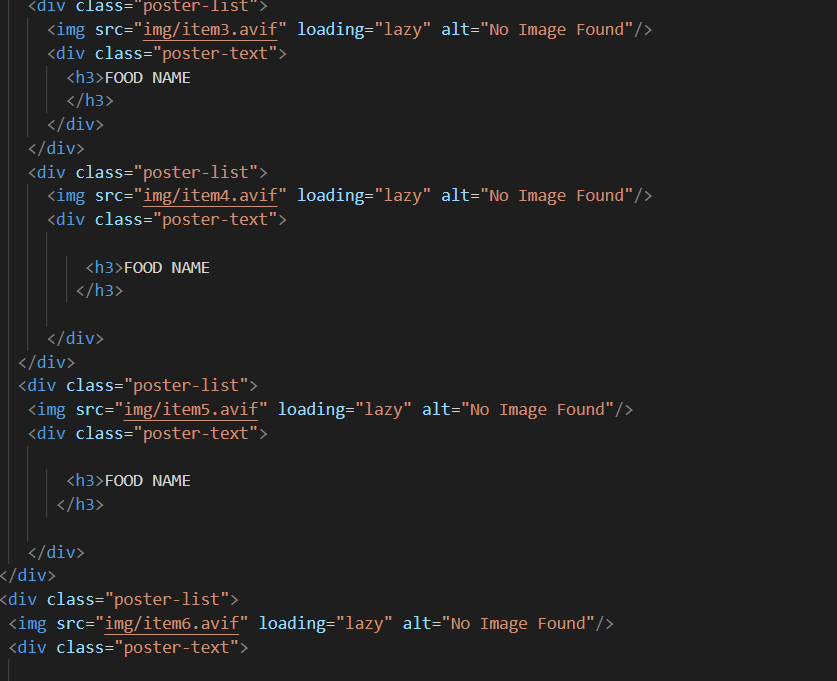 <div class="poster-list">
<img src="img/item3.avif" loading="lazy" alt="No Image Found"/>
<div class="poster-text">
<h3>FOOD NAME
</h3>
</div>
</div>
<div class="poster-list">
<img src="img/item4.avif" loading="lazy" alt="No Image Found"/>
<div class="poster-text">
<h3>FOOD NAME
</h3>
</div>
</div>
<div class="poster-list">
<img src="img/item5.avif" loading="lazy" alt="No Image Found"/>
<div class="poster-text">
<h3>FOOD NAME
</h3>
</div>
</div>
<div class="poster-list">
<img src="img/item6.avif" loading="lazy" alt="No Image Found"/>
<div class="poster-text">